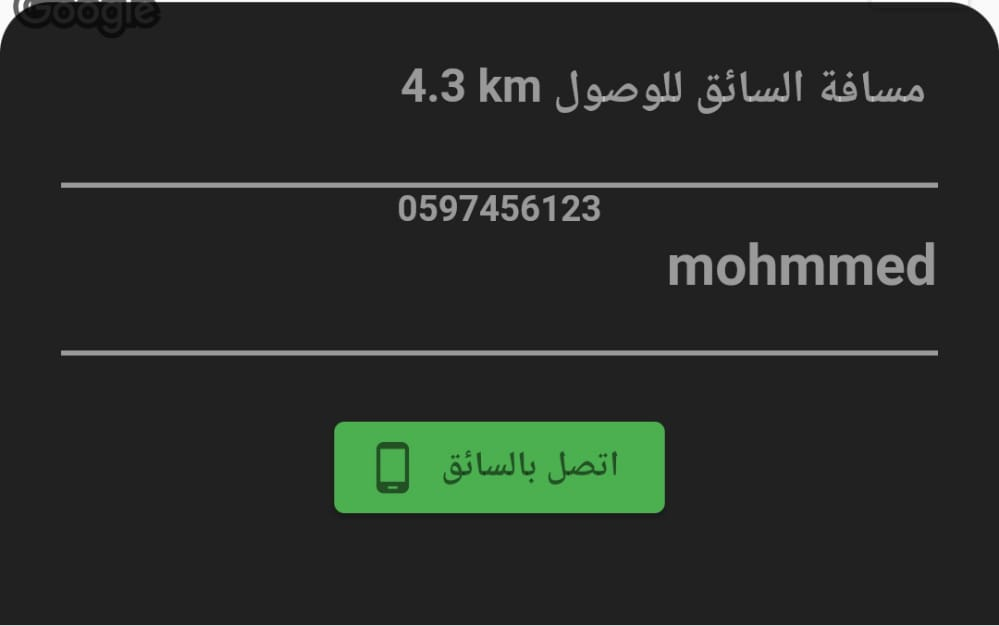 Google
مسافة السائق للوصول 4.3 km
0597456123
mohmmed
اتصل بالسائق